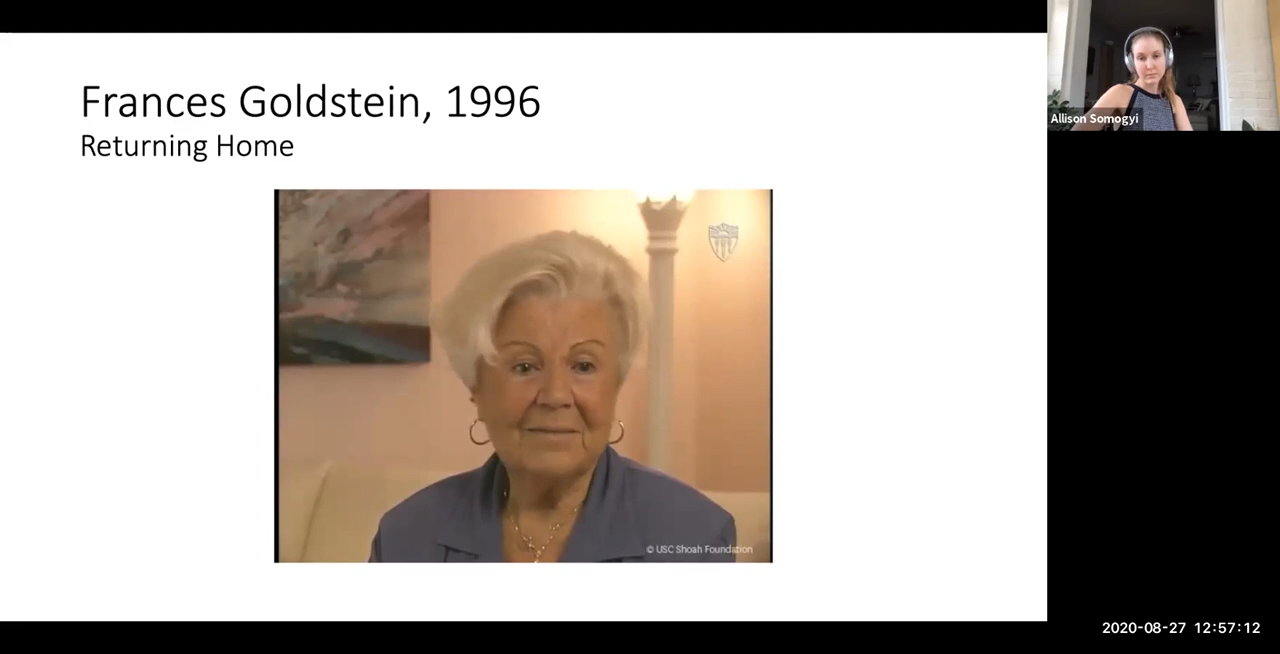 Frances Goldstein, 1996
Returning Home
© USC Shoah Foundation
Allison Somogyi
2020-08-27 12:57:12